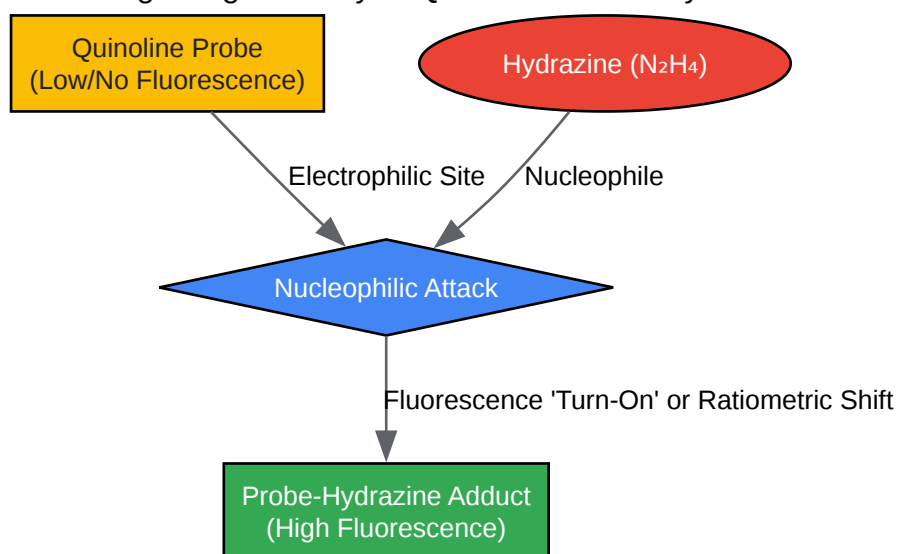 Quinoline Probe
(Low/No Fluorescence)
Hydrazine (N₂H₄)
Electrophilic Site
Nucleophile
Nucleophilic Attack
Fluorescence 'Turn-On' or Ratiometric Shift
Probe-Hydrazine Adduct
(High Fluorescence)